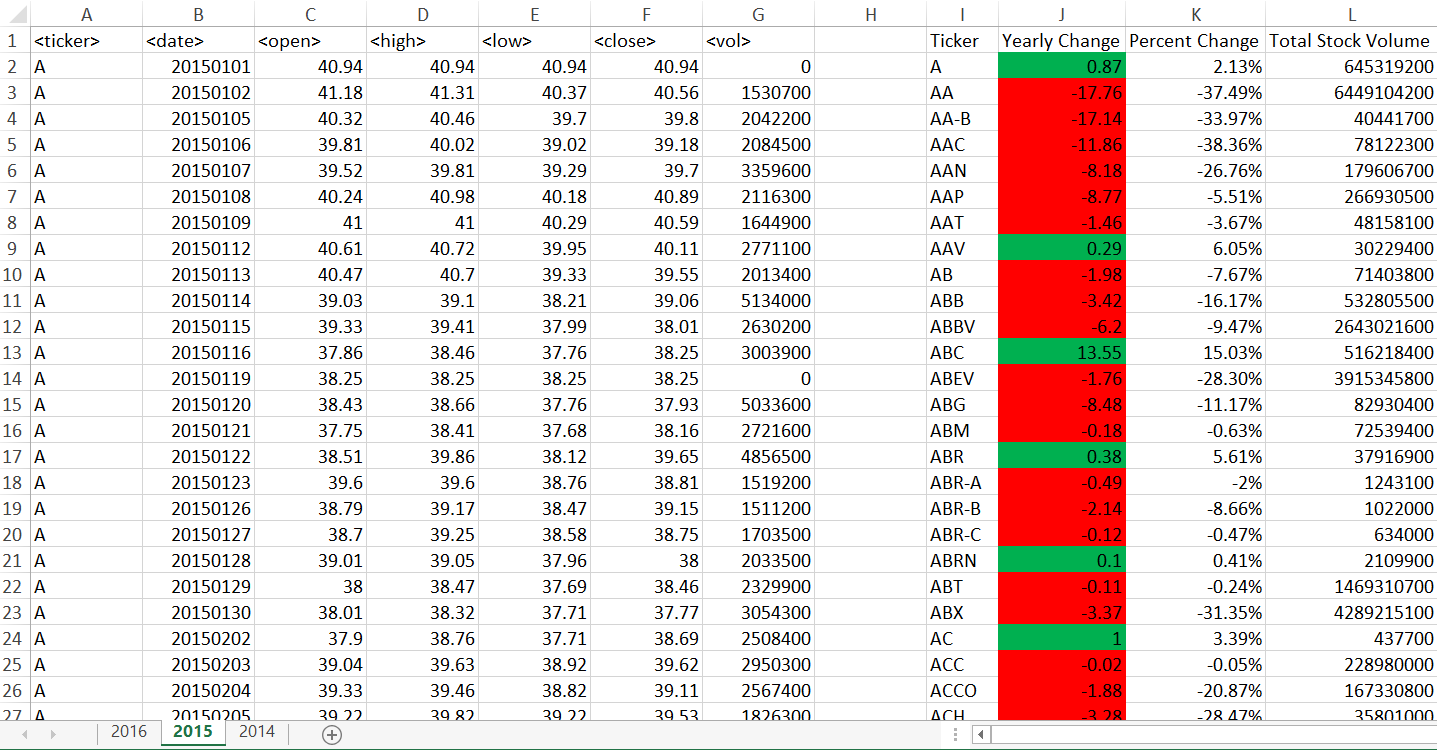 A B C D E F G H I J K L
1 <ticker> <date> <open> <high> <low> <close> <vol> Ticker Yearly Change Percent Change Total Stock Volume
2 A 20150101 40.94 40.94 40.94 40.94 0 A 0.87 2.13% 645319200
3 A 20150102 41.18 41.31 40.37 40.56 1530700 AA -17.76 -37.49% 6449104200
4 A 20150105 40.32 40.46 39.7 39.8 2042200 AA-B -17.14 -33.97% 40441700
5 A 20150106 39.81 40.02 39.02 39.18 2084500 AAC -11.86 -38.36% 78122300
6 A 20150107 39.52 39.81 39.29 39.7 3359600 AAN -8.18 -26.76% 179606700
7 A 20150108 40.24 40.98 40.18 40.89 2116300 AAP -8.77 -5.51% 266930500
8 A 20150109 41 41 40.29 40.59 1644900 AAT -1.46 -3.67% 48158100
9 A 20150112 40.61 40.72 39.95 40.11 2771100 AAV 0.29 6.05% 30229400
10 A 20150113 40.47 40.7 39.33 39.55 2013400 AB -1.98 -7.67% 71403800
11 A 20150114 39.03 39.1 38.21 39.06 5134000 ABB -3.42 -16.17% 532805500
12 A 20150115 39.33 39.41 37.99 38.01 2630200 ABBV -6.2 -9.47% 2643021600
13 A 20150116 37.86 38.46 37.76 38.25 3003900 ABC 13.55 15.03% 516218400
14 A 20150119 38.25 38.25 38.25 38.25 0 ABEV -1.76 -28.30% 3915345800
15 A 20150120 38.43 38.66 37.76 37.93 5033600 ABG -8.48 -11.17% 82930400
16 A 20150121 37.75 38.41 37.68 38.16 2721600 ABM -0.18 -0.63% 72539400
17 A 20150122 38.51 39.86 38.12 39.65 4856500 ABR 0.38 5.61% 37916900
18 A 20150123 39.6 39.6 38.76 38.81 1519200 ABR-A -0.49 -2% 1243100
19 A 20150126 38.79 39.17 38.47 39.15 1511200 ABR-B -2.14 -8.66% 1022000
20 A 20150127 38.7 39.25 38.58 38.75 1703500 ABR-C -0.12 -0.47% 634000
21 A 20150128 39.01 39.05 37.96 38 2033500 ABRN 0.1 0.41% 2109900
22 A 20150129 38 38.47 37.69 38.46 2329900 ABT -0.11 -0.24% 1469310700
23 A 20150130 38.01 38.32 37.71 37.77 3054300 ABX -3.37 -31.35% 4289215100
24 A 20150202 37.9 38.76 37.71 38.69 2508400 AC 1 3.39% 437700
25 A 20150203 39.04 39.63 38.92 39.62 2950300 ACC -0.02 -0.05% 228980000
26 A 20150204 39.33 39.46 38.82 39.11 2567400 ACCO -1.88 -20.87% 167330800
27 A 20150205 39.22 39.82 39.22 39.53 1826300 ACH -3.28 -28.47% 35801000
2016 2015 2014